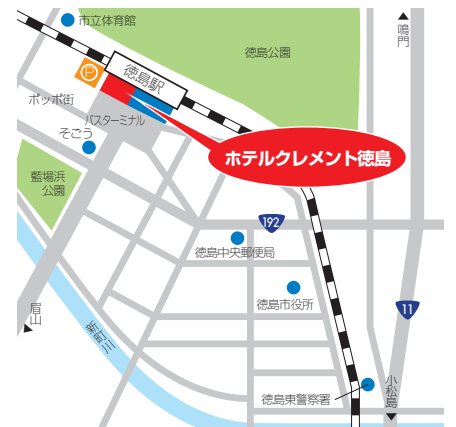 市立体育館
鳴門
徳島公園
徳島駅
P
ポッポ街
バスターミナル
そごう
ホテルクレメント徳島
藍場浜
公園
192
徳島中央郵便局
徳島市役所
11
眉山
新町川
小松島
徳島東警察署